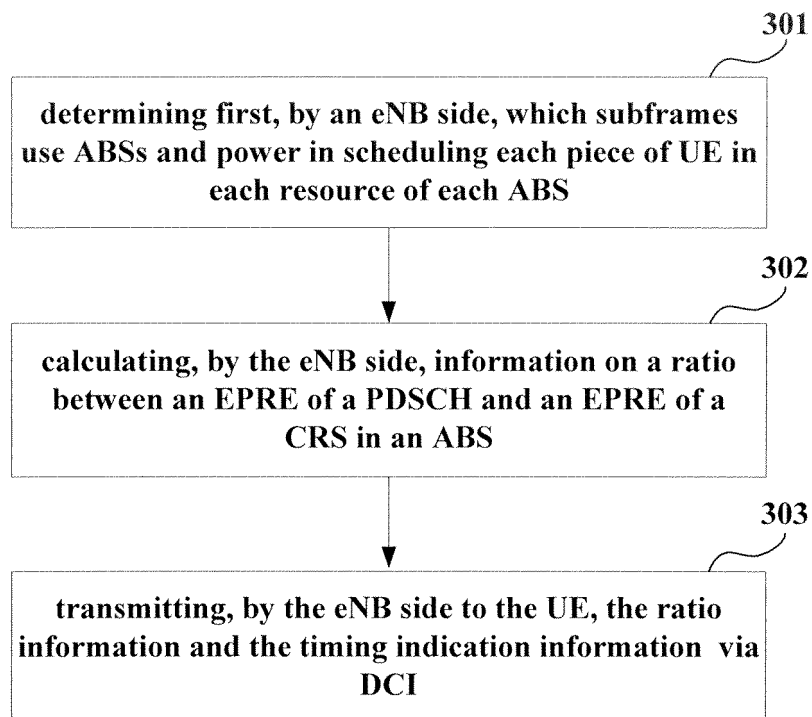 301
determining first, by an eNB side, which subframes
use ABSs and power in scheduling each piece of UE in
each resource of each ABS
302
calculating, by the eNB side, information on a ratio
between an EPRE of a PDSCH and an EPRE of a
CRS in an ABS
303
transmitting, by the eNB side to the UE, the ratio
information and the timing indication information via
DCI